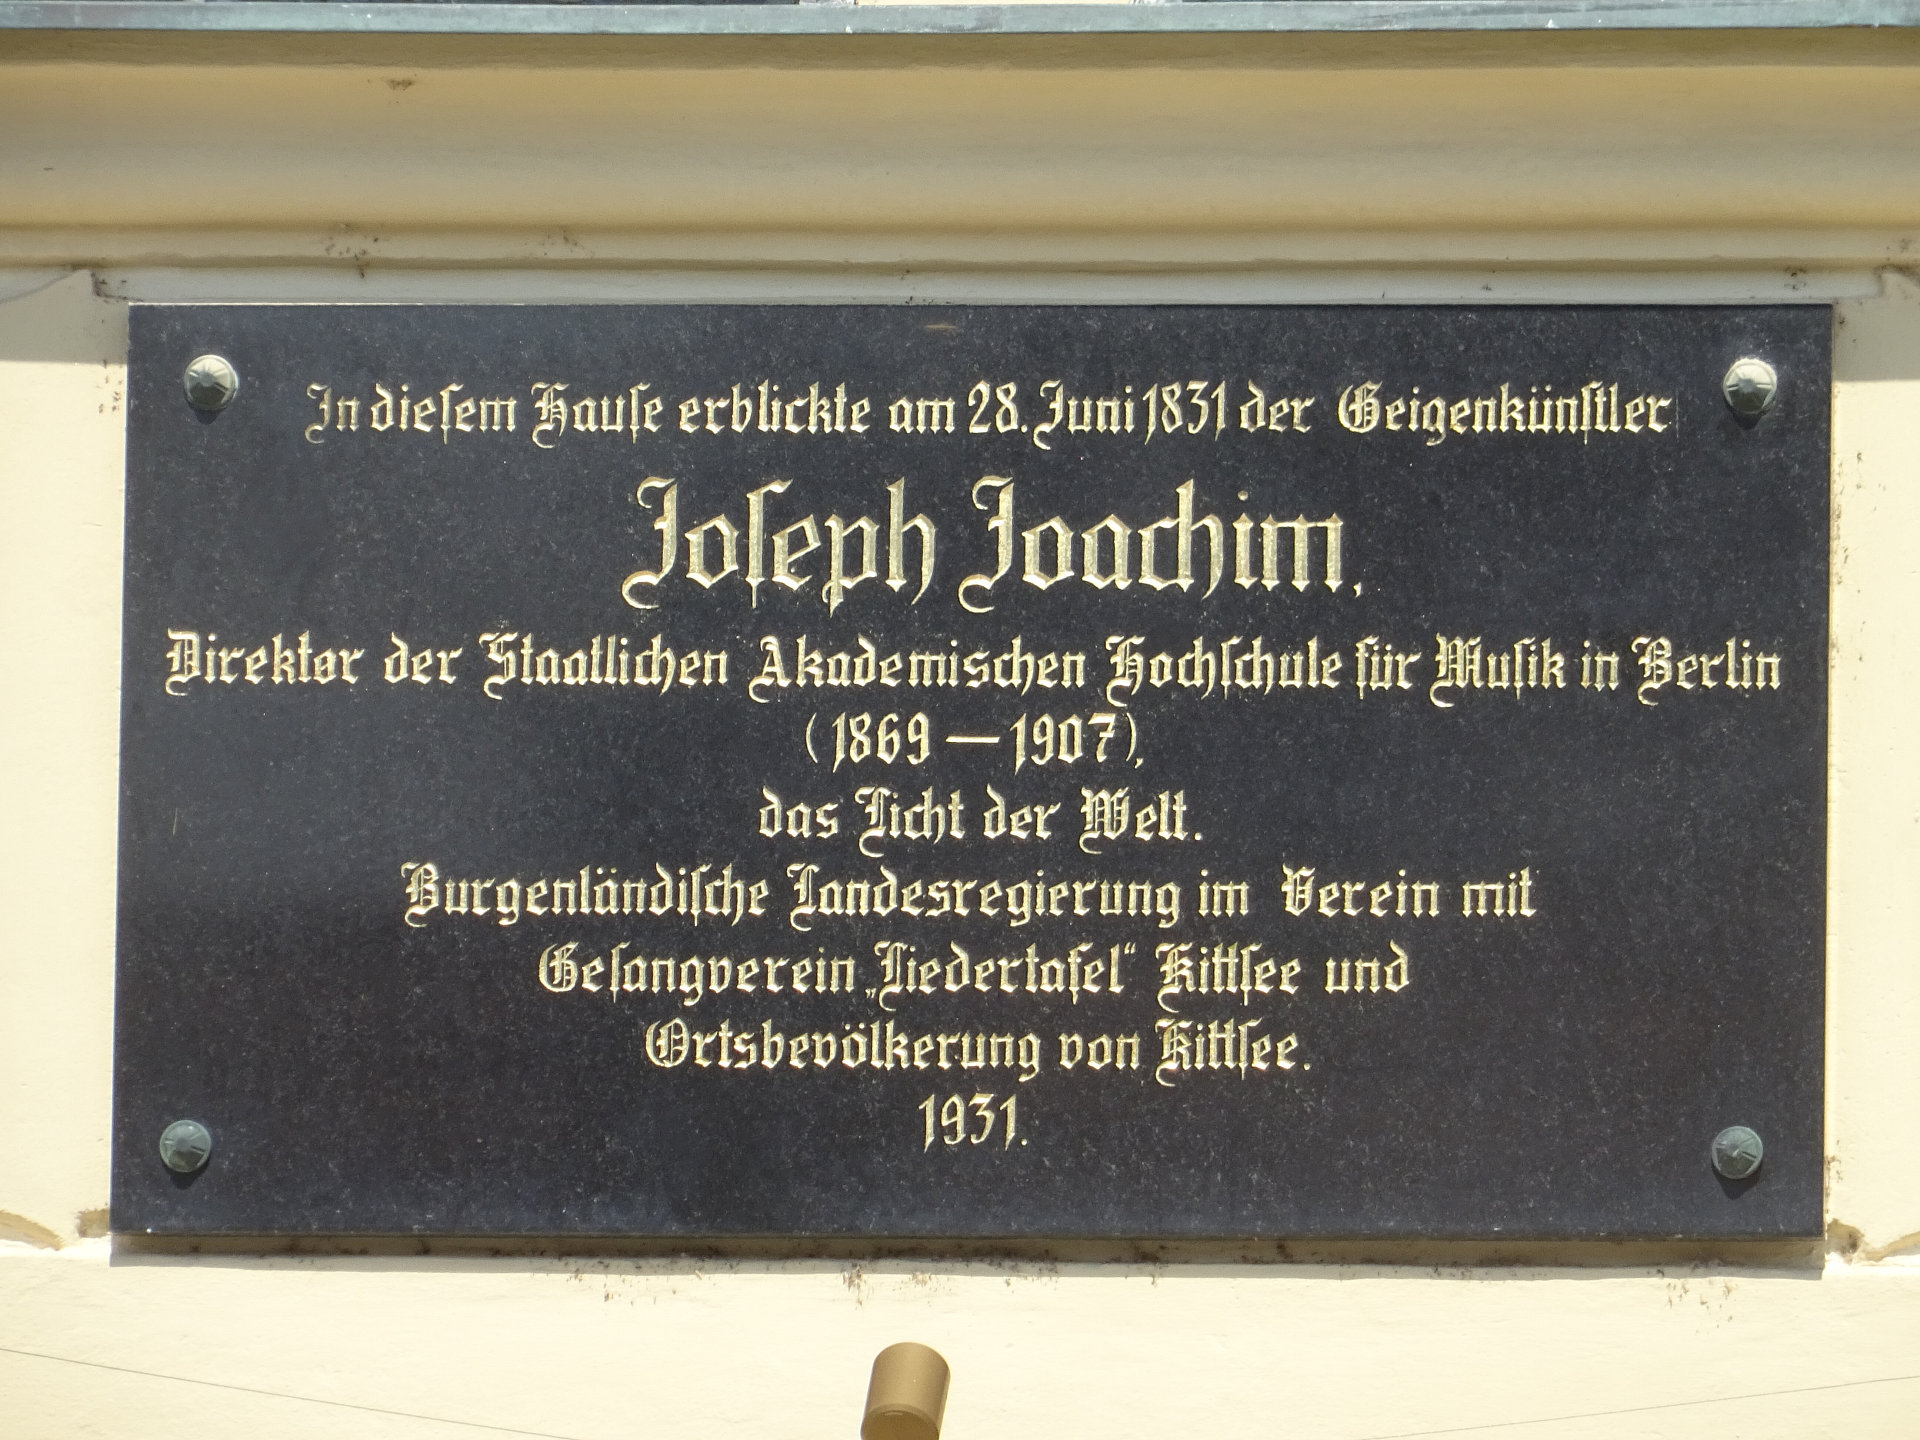 In dieſem Hauſe erblickte am 28. Juni 1831 der Geigenkünſtler
Joſeph Joachim,
Direktor der Staatlichen Akademischen Hochſchule für Muſik in Berlin
(1869 — 1907),
das Licht der Welt.
Burgenländiſche Landesregierung im Verein mit
Geſangverein „Liedertafel“ Kittſee und
Ortsbevölkerung von Kittſee.
1931.